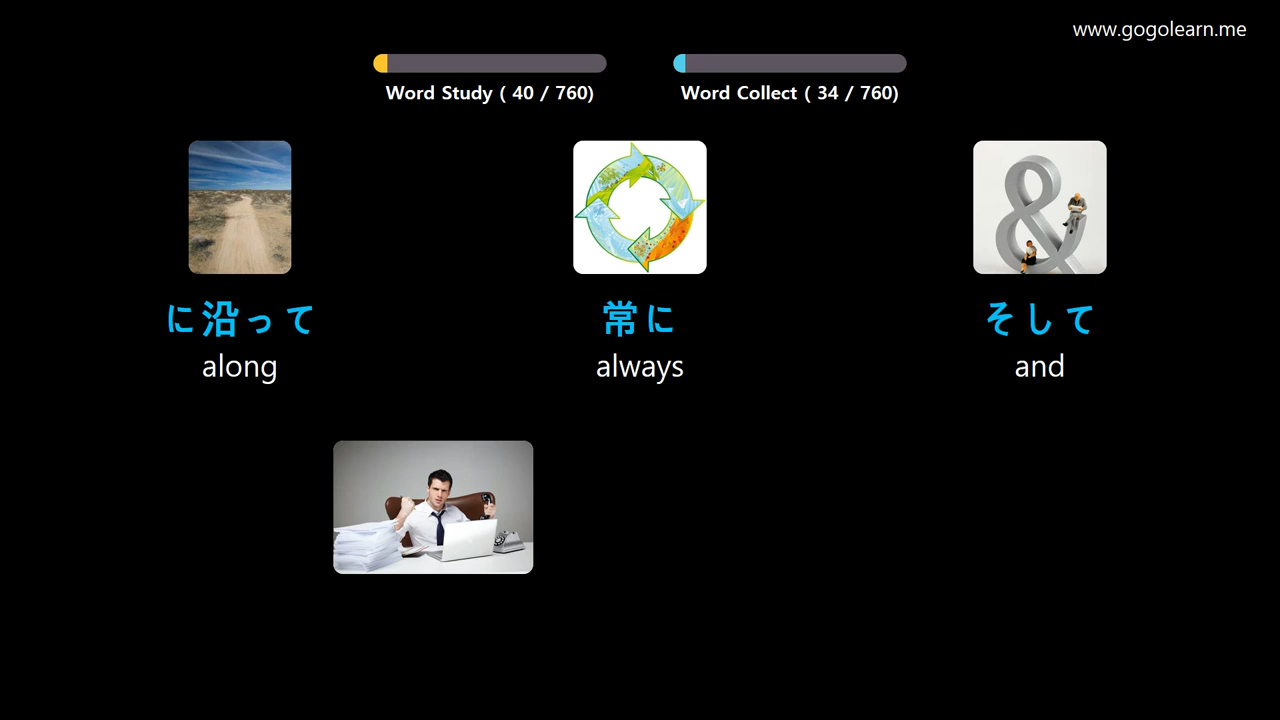 www.gogolearn.me
Word Study ( 40 / 760)
Word Collect ( 34 / 760)
に沿って
along
常に
always
そして
and